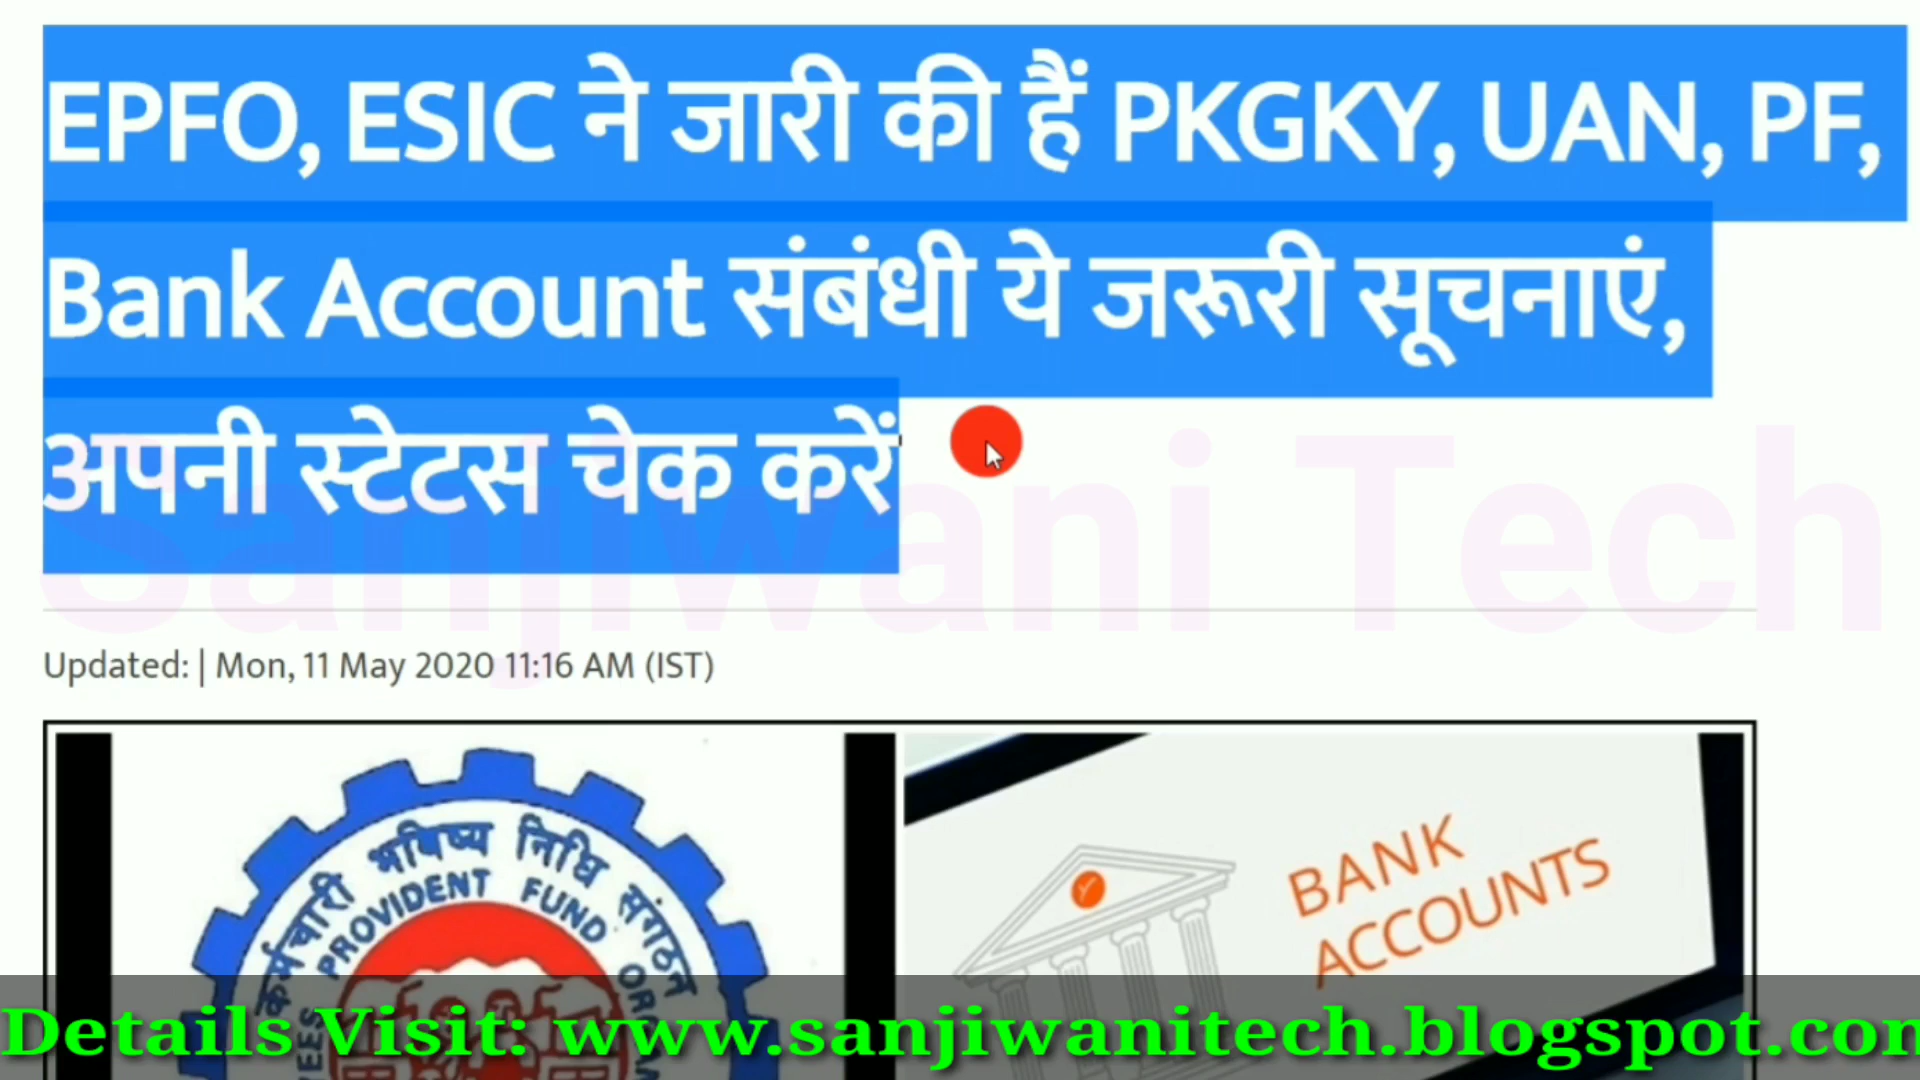 EPFO, ESIC ने जारी की हैं PKGKY, UAN, PF,
Bank Account संबंधी ये जरूरी सूचनाएं,
अपनी स्टेटस चेक करें
Sanjiwani Tech
Updated: | Mon, 11 May 2020 11:16 AM (IST)
कर्मचारी भविष्य निधि संगठन
PROVIDENT FUND
BANK
ACCOUNTS
Details Visit: www.sanjiwanitech.blogspot.com